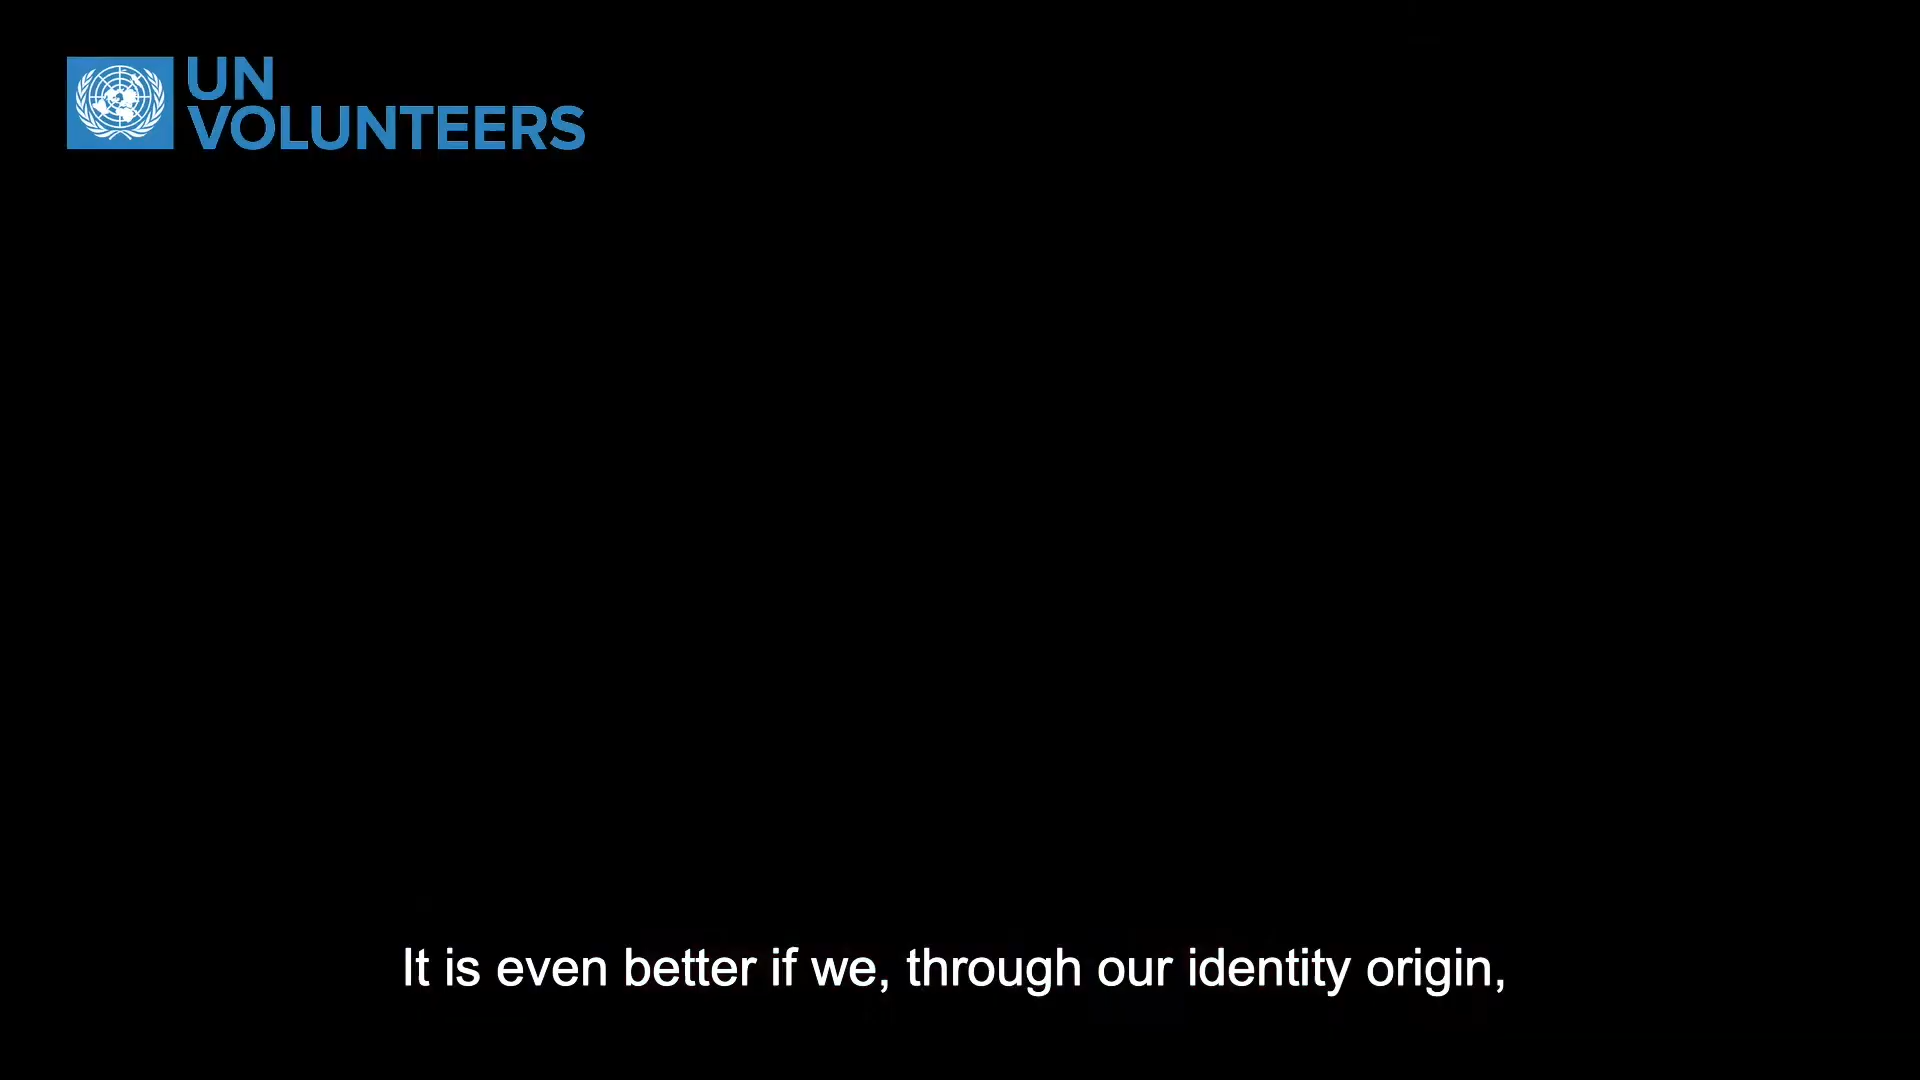 UN
VOLUNTEERS
It is even better if we, through our identity origin,